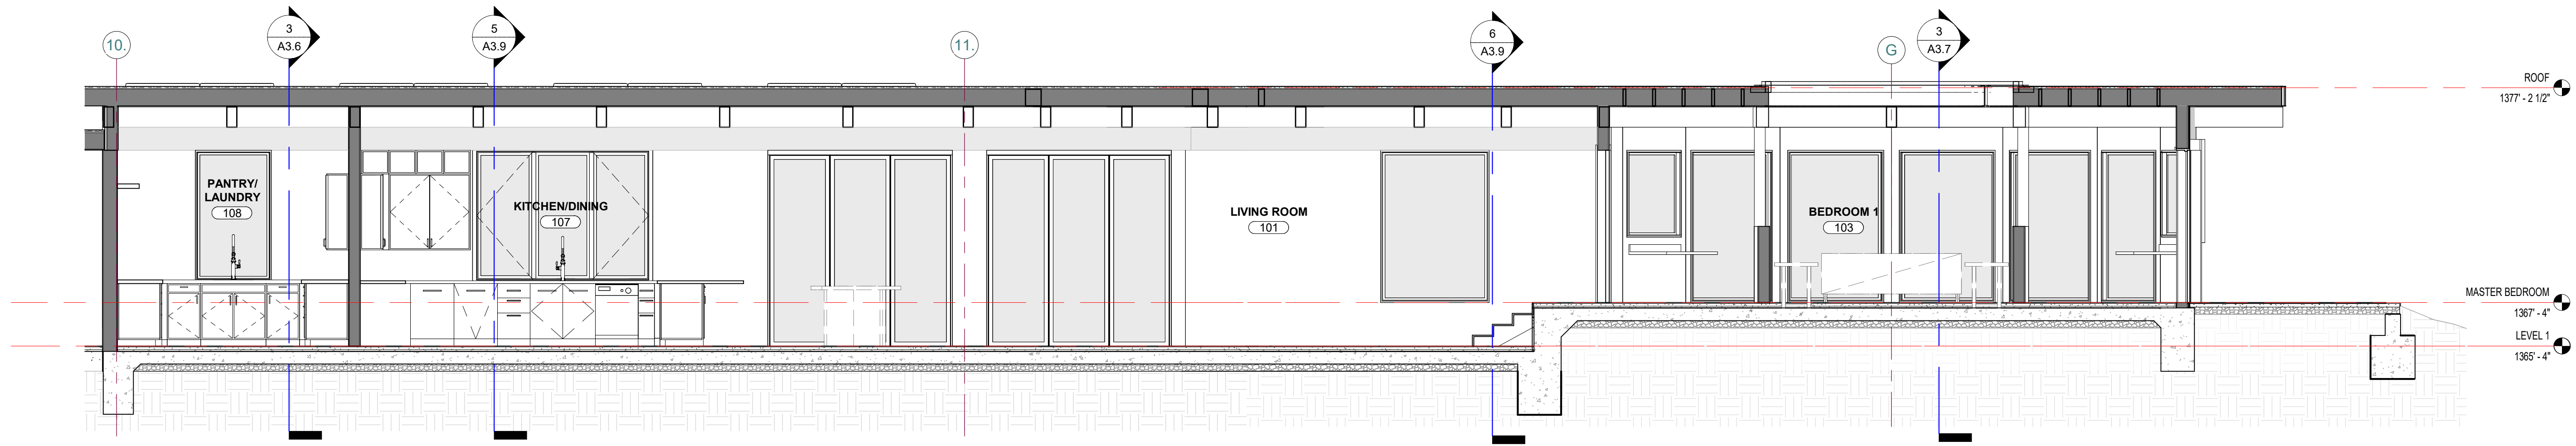 3
A3.6
5
A3.9
6
A3.9
3
A3.7
10.
11.
G
ROOF
1377' - 2 1/2"
PANTRY/
LAUNDRY
108
KITCHEN/DINING
107
LIVING ROOM
101
BEDROOM 1
103
MASTER BEDROOM
1367' - 4"
LEVEL 1
1365' - 4"